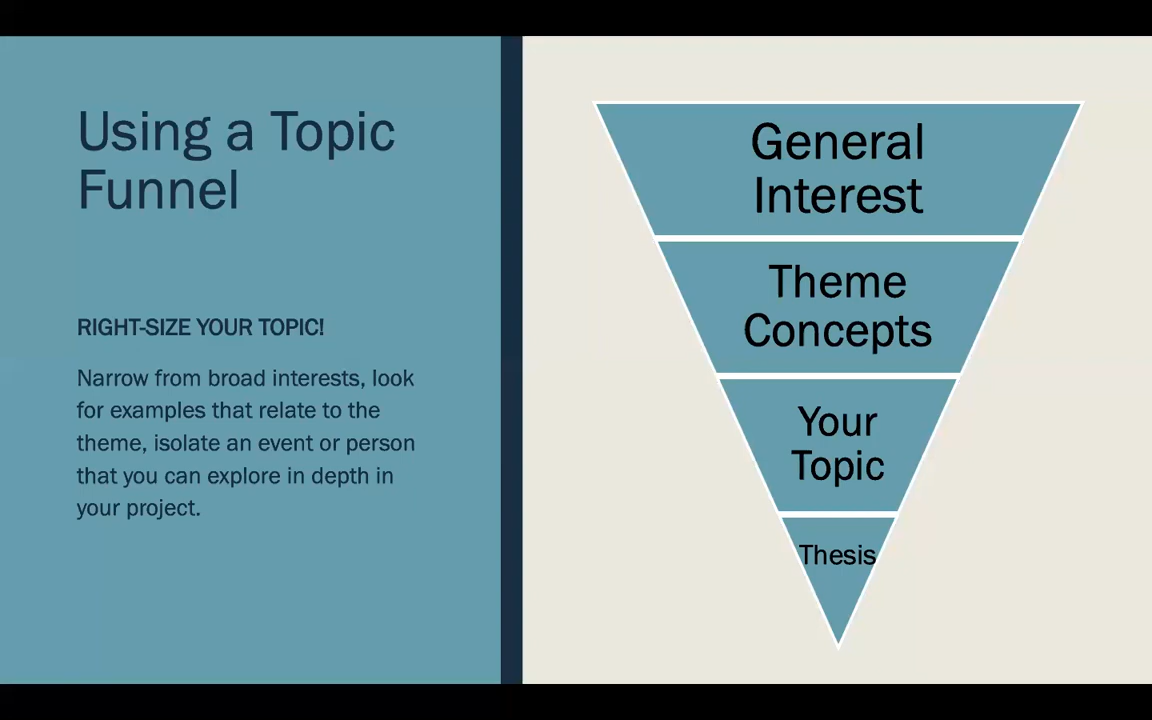 Using a Topic
Funnel
RIGHT-SIZE YOUR TOPIC!
Narrow from broad interests, look
for examples that relate to the
theme, isolate an event or person
that you can explore in depth in
your project.
General
Interest
Theme
Concepts
Your
Topic
Thesis